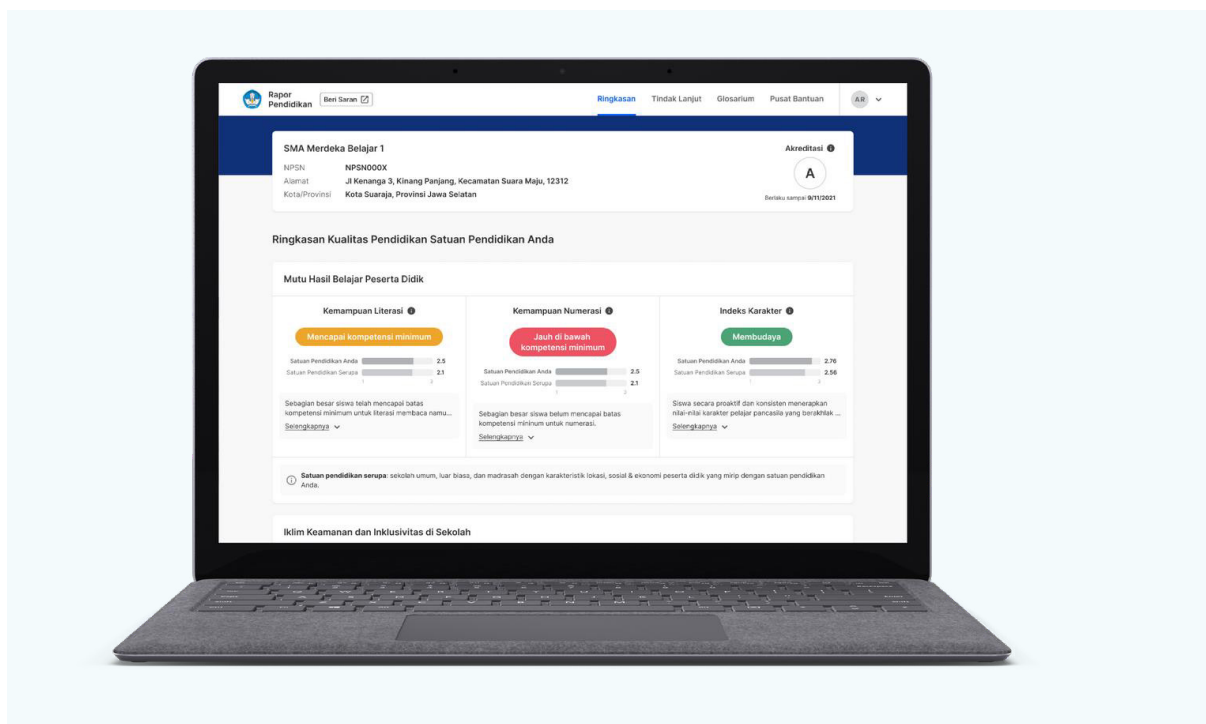 Rapor
Pendidikan
Beri Saran
Ringkasan
Tindak Lanjut
Glosarium
Pusat Bantuan
AR
SMA Merdeka Belajar 1
NPSN NPSN000X
Alamat Jl Kenanga 3, Kinang Panjang, Kecamatan Suara Maju, 12312
Kota/Provinsi Kota Suaraja, Provinsi Jawa Selatan
Akreditasi
A
Berlaku sampai 9/11/2021
Ringkasan Kualitas Pendidikan Satuan Pendidikan Anda
Mutu Hasil Belajar Peserta Didik
Kemampuan Literasi
Mencapai kompetensi minimum
Satuan Pendidikan Anda 2.5
Satuan Pendidikan Serupa 2.1
1 2
Sebagian besar siswa telah mencapai batas
kompetensi minimum untuk literasi membaca namu...
Selengkapnya
Kemampuan Numerasi
Jauh di bawah
kompetensi minimum
Satuan Pendidikan Anda 2.5
Satuan Pendidikan Serupa 2.1
1 2
Sebagian besar siswa belum mencapai batas
kompetensi minimum untuk numerasi.
Selengkapnya
Indeks Karakter
Membudaya
Satuan Pendidikan Anda 2.76
Satuan Pendidikan Serupa 2.56
1 2
Siswa secara proaktif dan konsisten menerapkan
nilai-nilai karakter pelajar pancasila yang berakhlak ...
Selengkapnya
Satuan pendidikan serupa: sekolah umum, luar biasa, dan madrasah dengan karakteristik lokasi, sosial & ekonomi peserta didik yang mirip dengan satuan pendidikan
Anda.
Iklim Keamanan dan Inklusivitas di Sekolah